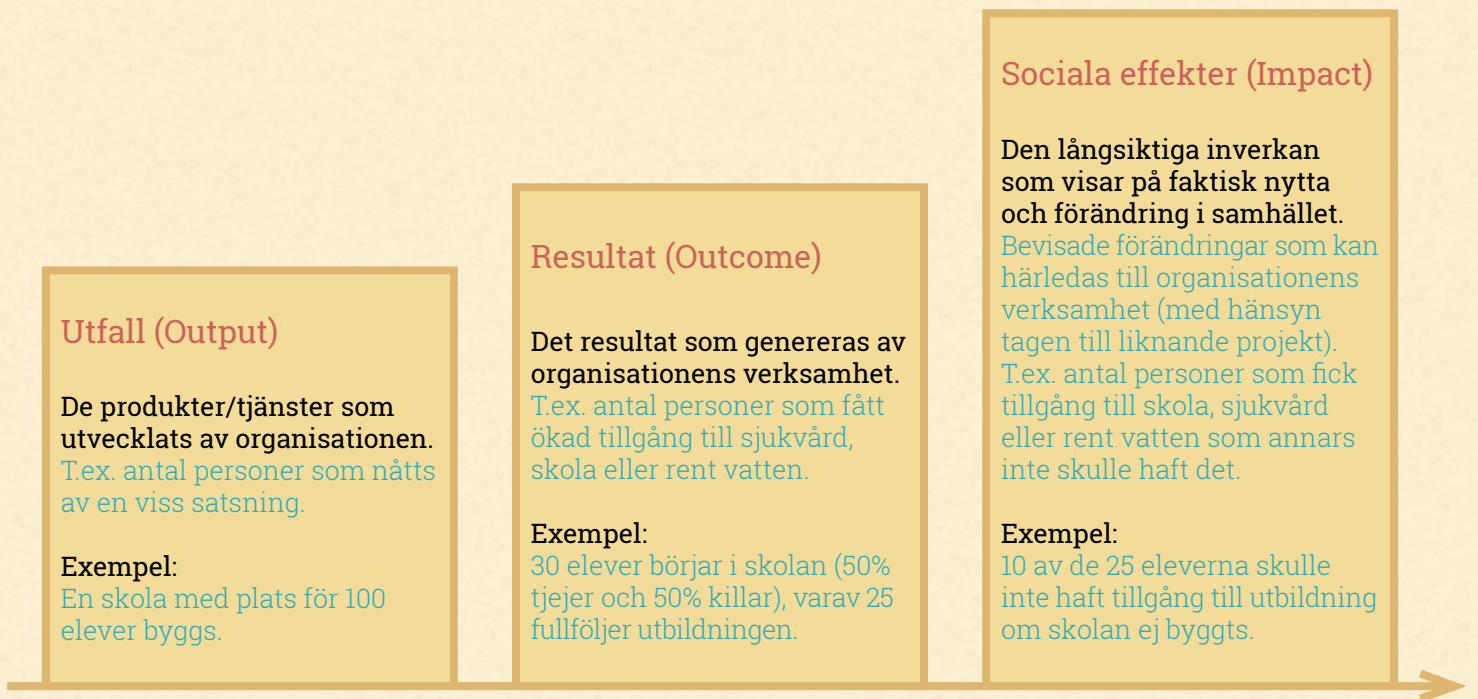 Utfall (Output)
De produkter/tjänster som
utvecklats av organisationen.
T.ex. antal personer som nåtts
av en viss satsning.
Exempel:
En skola med plats för 100
elever byggs.
Resultat (Outcome)
Det resultat som genereras av
organisationens verksamhet.
T.ex. antal personer som fått
ökad tillgång till sjukvård,
skola eller rent vatten.
Exempel:
30 elever börjar i skolan (50%
tjejer och 50% killar), varav 25
fullföljer utbildningen.
Sociala effekter (Impact)
Den långsiktiga inverkan
som visar på faktisk nytta
och förändring i samhället.
Bevisade förändringar som kan
härledas till organisationens
verksamhet (med hänsyn
tagen till liknande projekt).
T.ex. antal personer som fick
tillgång till skola, sjukvård
eller rent vatten som annars
inte skulle haft det.
Exempel:
10 av de 25 eleverna skulle
inte haft tillgång till utbildning
om skolan ej byggts.